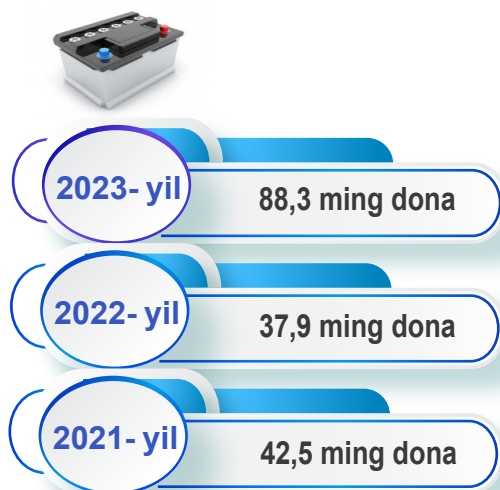 2023- yil
88,3 ming dona
2022- yil
37,9 ming dona
2021- yil
42,5 ming dona